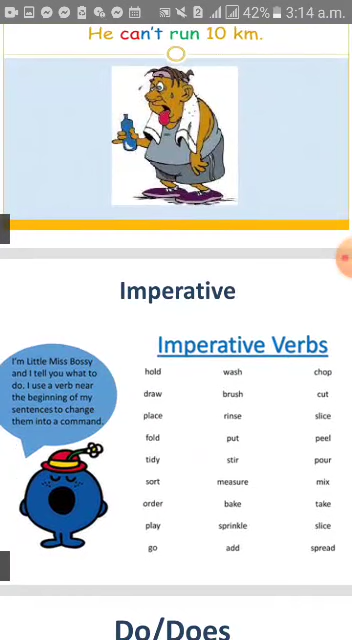 42% 3:14 a.m.
He can't run 10 km.
Imperative
Imperative Verbs
I'm Little Miss Bossy
and I tell you what to
do. I use a verb near
the beginning of my
sentences to change
them into a command.
hold wash chop
draw brush cut
place rinse slice
fold put peel
tidy stir pour
sort measure mix
order bake take
play sprinkle slice
go add spread
Do/Does